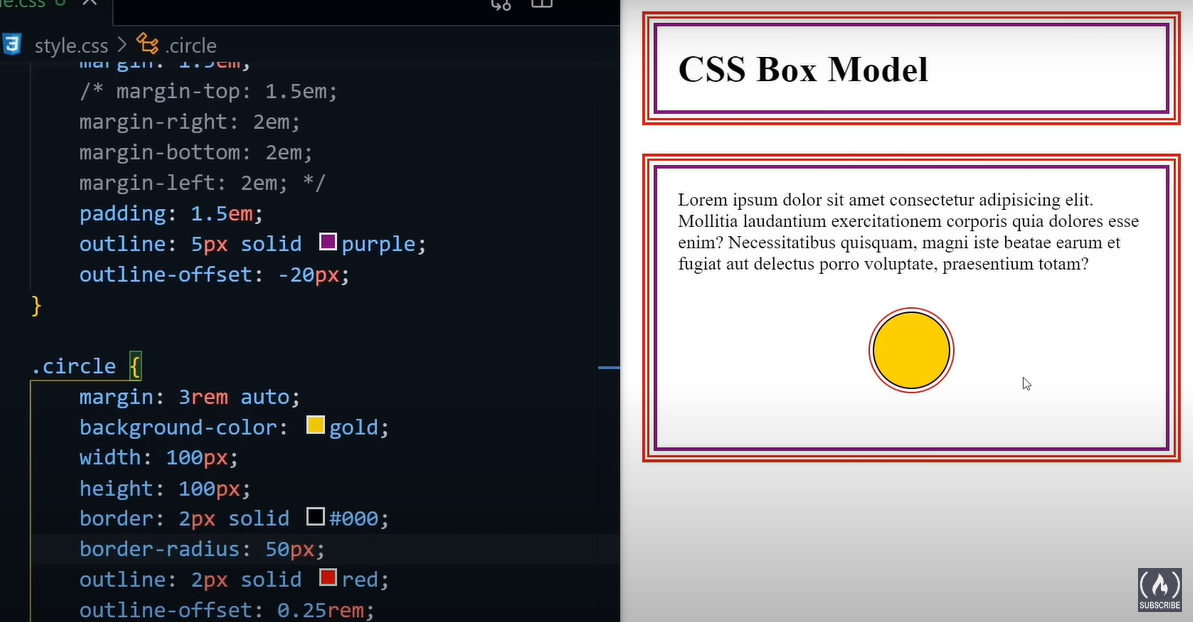 style.css > .circle
margin: 1.5em;
/* margin-top: 1.5em;
margin-right: 2em;
margin-bottom: 2em;
margin-left: 2em; */
padding: 1.5em;
outline: 5px solid purple;
outline-offset: -20px;
}
.circle {
margin: 3rem auto;
background-color: gold;
width: 100px;
height: 100px;
border: 2px solid #000;
border-radius: 50px;
outline: 2px solid red;
outline-offset: 0.25rem;
CSS Box Model
Lorem ipsum dolor sit amet consectetur adipisicing elit.
Mollitia laudantium exercitationem corporis quia dolores esse
enim? Necessitatibus quisquam, magni iste beatae earum et
fugiat aut delectus porro voluptate, praesentium totam?
SUBSCRIBE